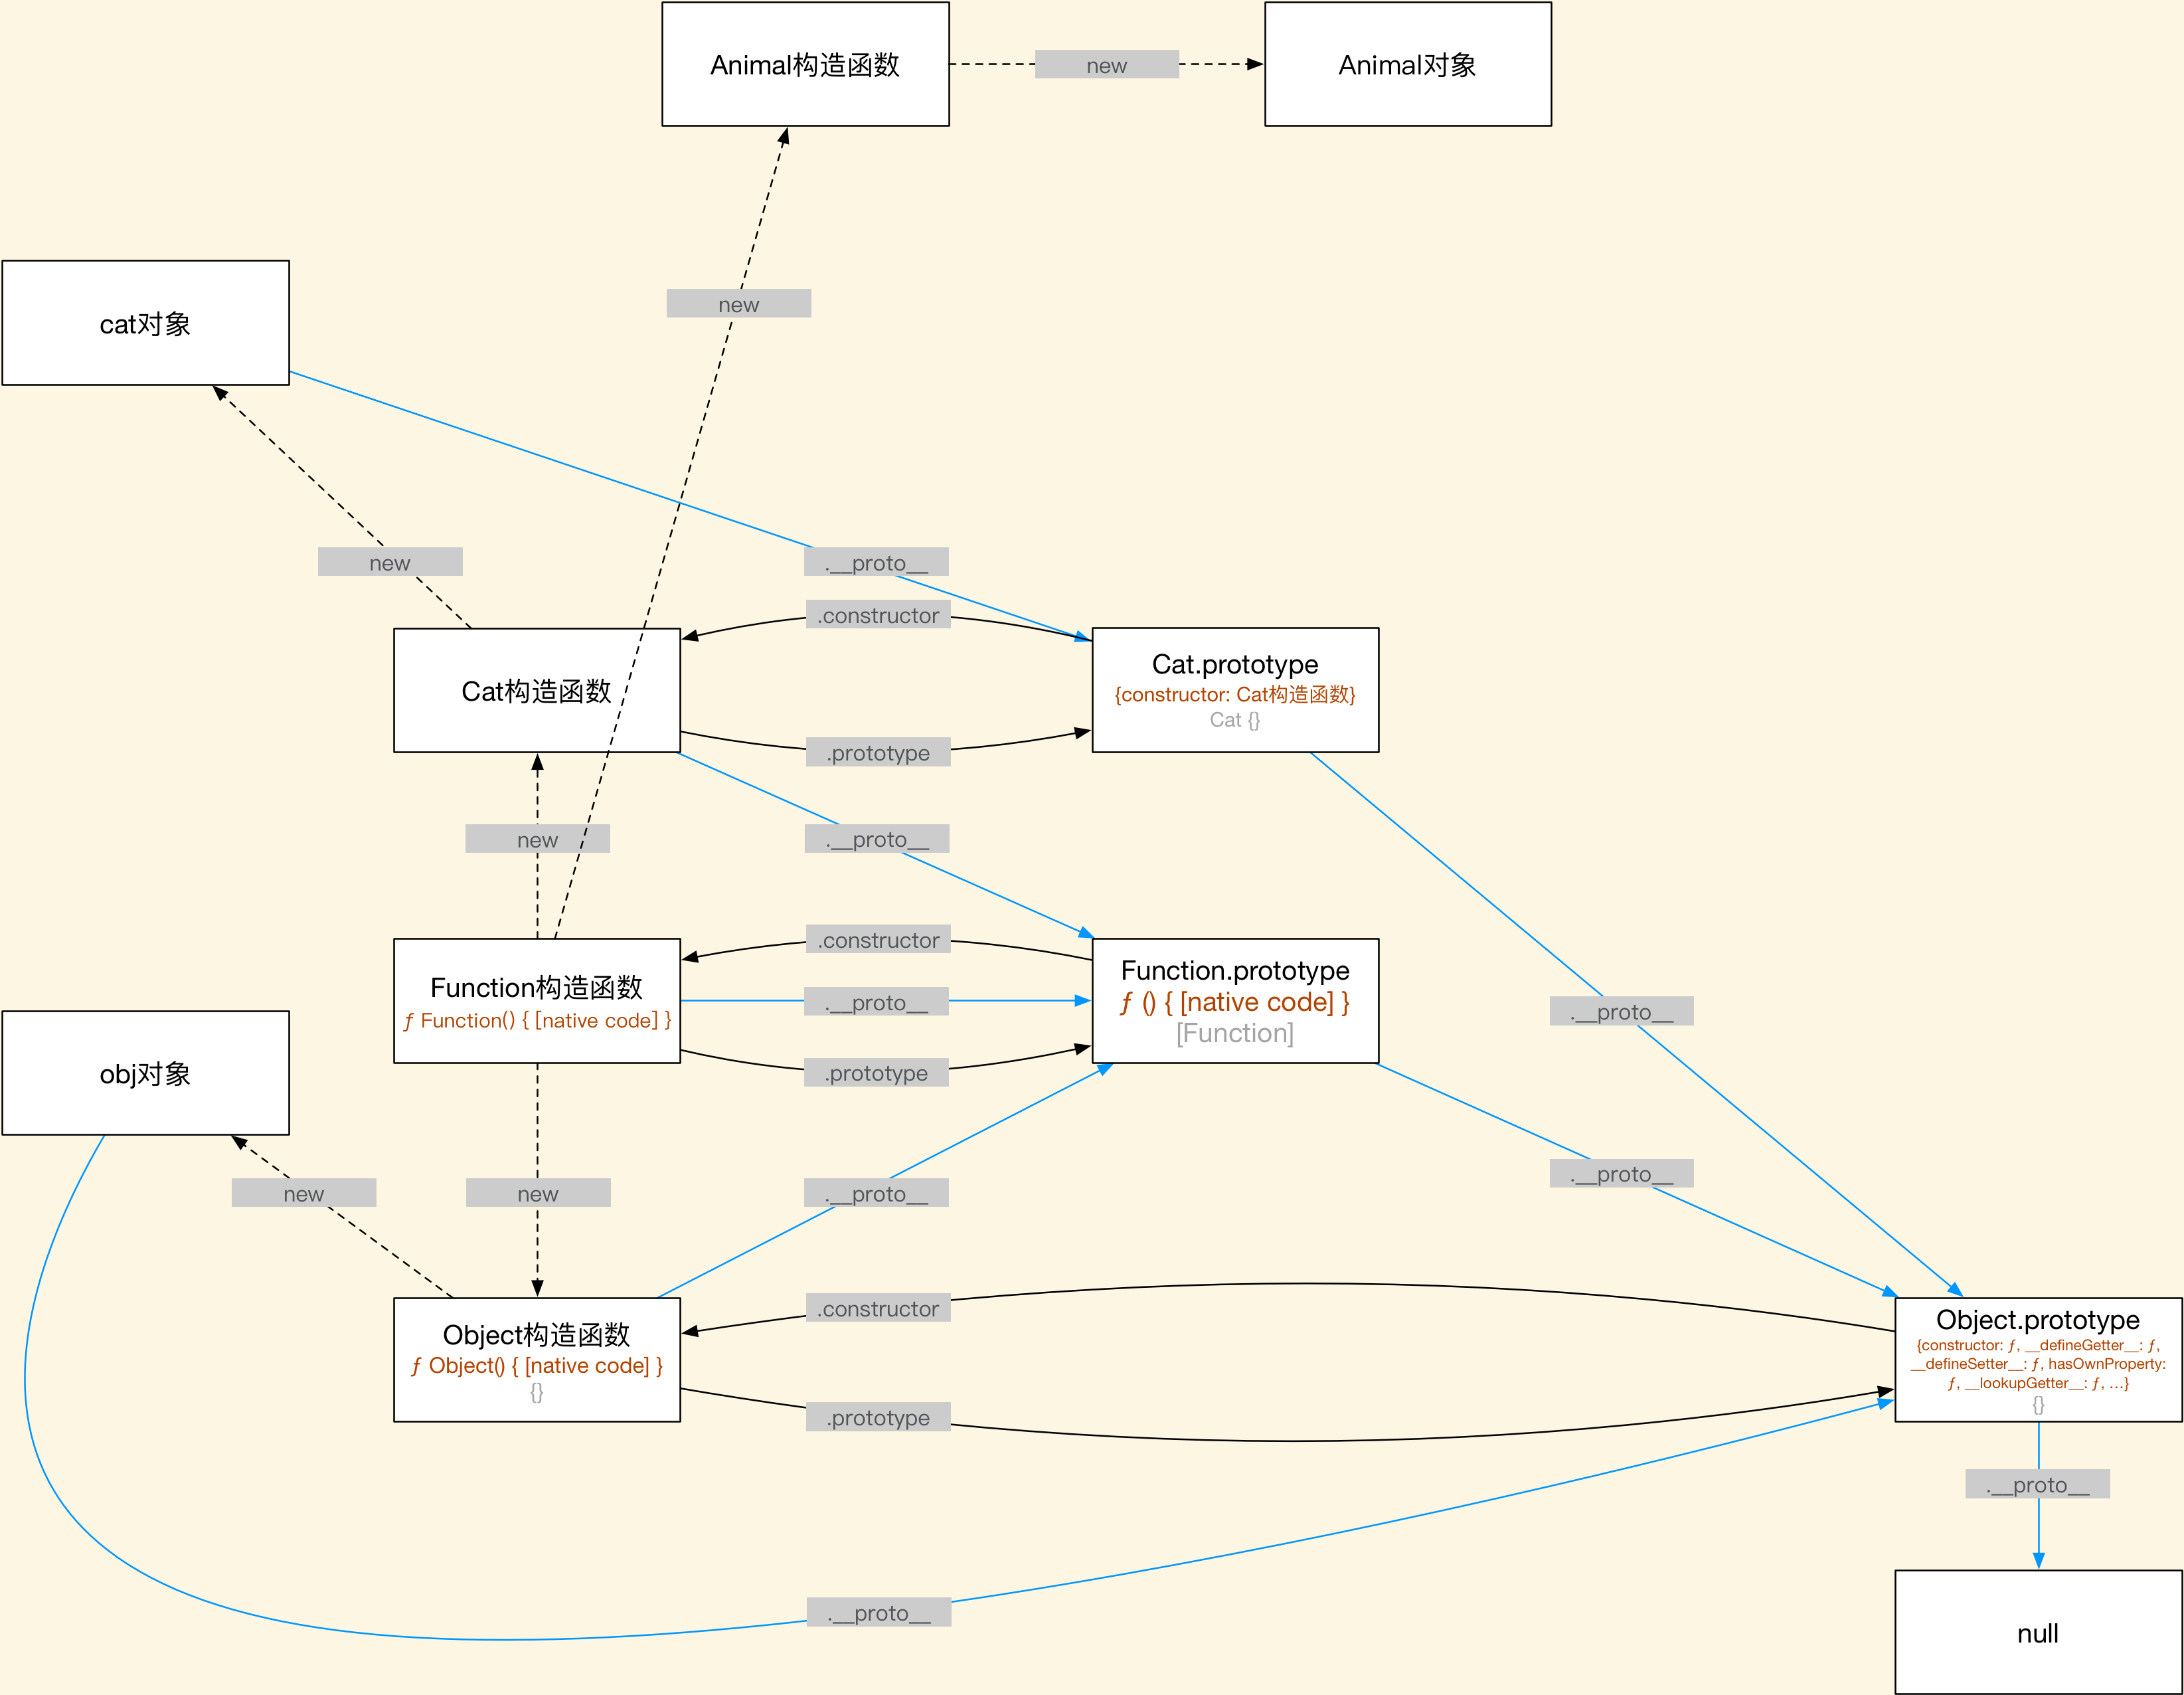 Animal构造函数
new
Animal对象
new
cat对象
new
.__proto__
.constructor
Cat构造函数
Cat.prototype
{constructor: Cat构造函数}
Cat {}
.prototype
new
.__proto__
.constructor
Function构造函数
ƒ Function() { [native code] }
.__proto__
Function.prototype
ƒ () { [native code] }
[Function]
.__proto__
.prototype
obj对象
.__proto__
new
new
.__proto__
.constructor
Object构造函数
ƒ Object() { [native code] }
{}
Object.prototype
{constructor: ƒ, __defineGetter__: ƒ,
__defineSetter__: ƒ, hasOwnProperty:
ƒ, __lookupGetter__: ƒ, …}
{}
.prototype
.__proto__
.__proto__
null